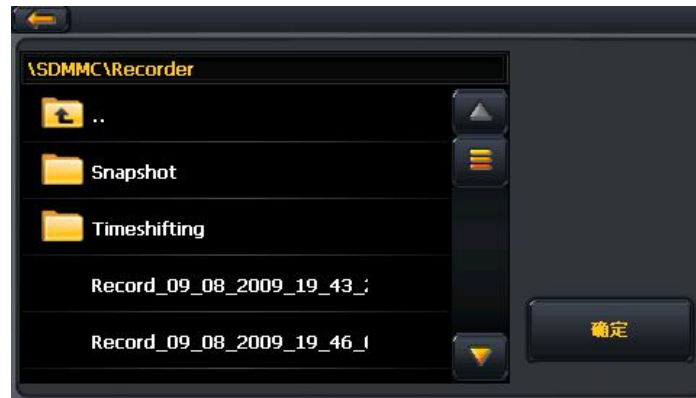 \SDMMC\Recorder
..
Snapshot
Timeshifting
Record_09_08_2009_19_43_
Record_09_08_2009_19_46_
确定